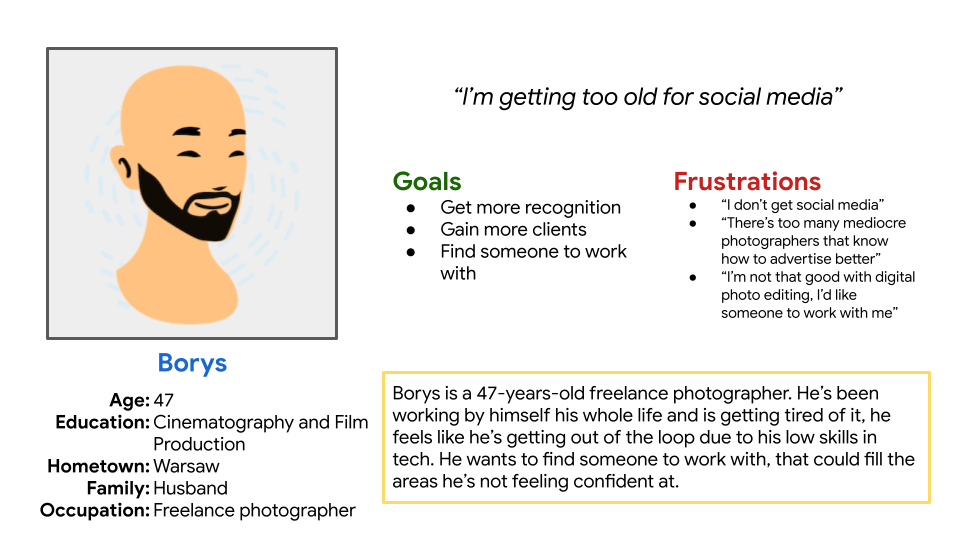 “I’m getting too old for social media”
Goals
● Get more recognition
● Gain more clients
● Find someone to work
with
Frustrations
● “I don’t get social media”
● “There’s too many mediocre
photographers that know
how to advertise better”
● “I’m not that good with digital
photo editing, I’d like
someone to work with me”
Borys
Age: 47
Education: Cinematography and Film
Production
Hometown: Warsaw
Family: Husband
Occupation: Freelance photographer
Borys is a 47-years-old freelance photographer. He’s been
working by himself his whole life and is getting tired of it, he
feels like he’s getting out of the loop due to his low skills in
tech. He wants to find someone to work with, that could fill the
areas he’s not feeling confident at.